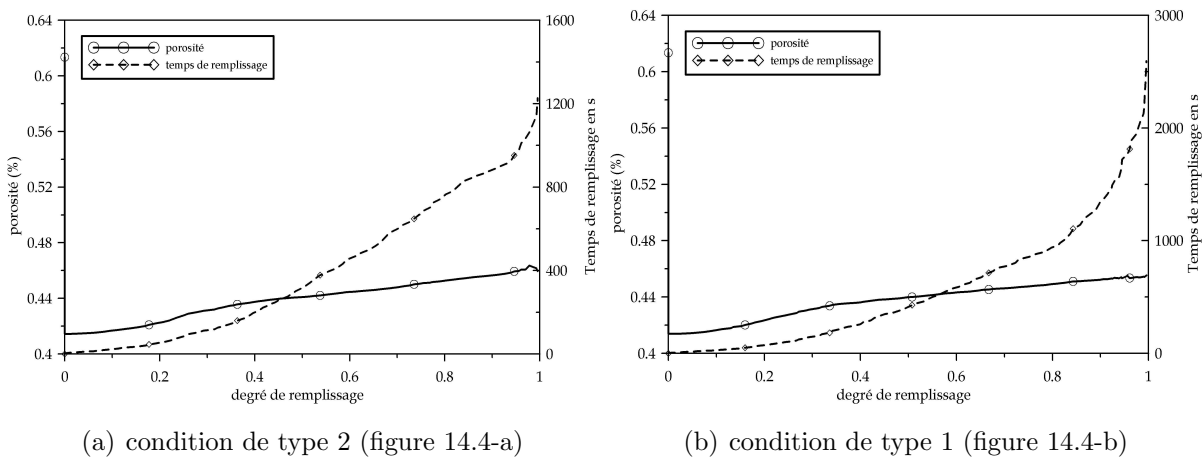 0.64
0.6
0.56
0.52
0.48
0.44
0.4
porosité (%)
porosité
temps de remplissage
1600
1200
800
400
0
Temps de remplissage en s
0 0.2 0.4 0.6 0.8 1
degré de remplissage
(a) condition de type 2 (figure 14.4-a)
0.64
0.6
0.56
0.52
0.48
0.44
0.4
porosité (%)
porosité
temps de remplissage
3000
2000
1000
0
Temps de remplissage en s
0 0.2 0.4 0.6 0.8 1
degré de remplissage
(b) condition de type 1 (figure 14.4-b)